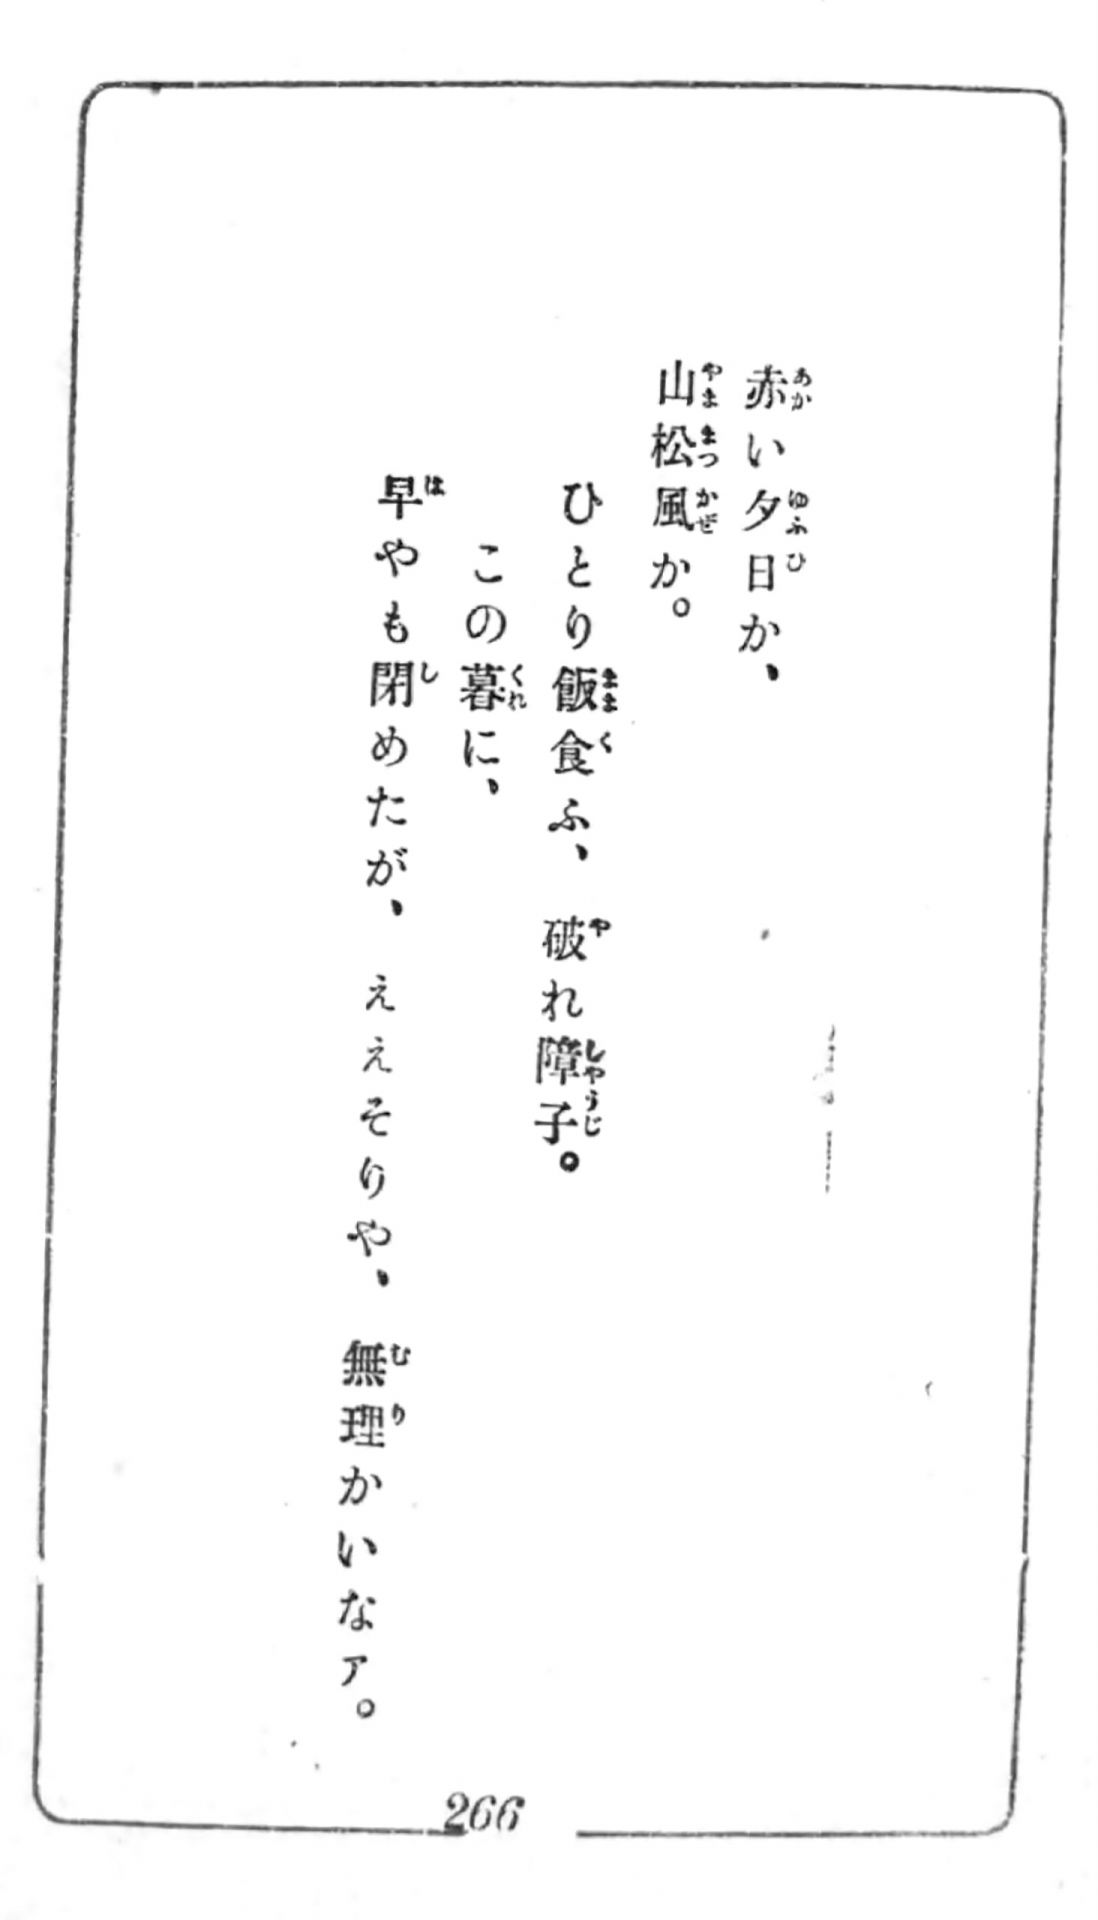 赤い夕日か、
山松風か。
ひとり飯食ふ、破れ障子。
この暮に、
早やも閉めたが、ええそりや、無理かいなア。
266